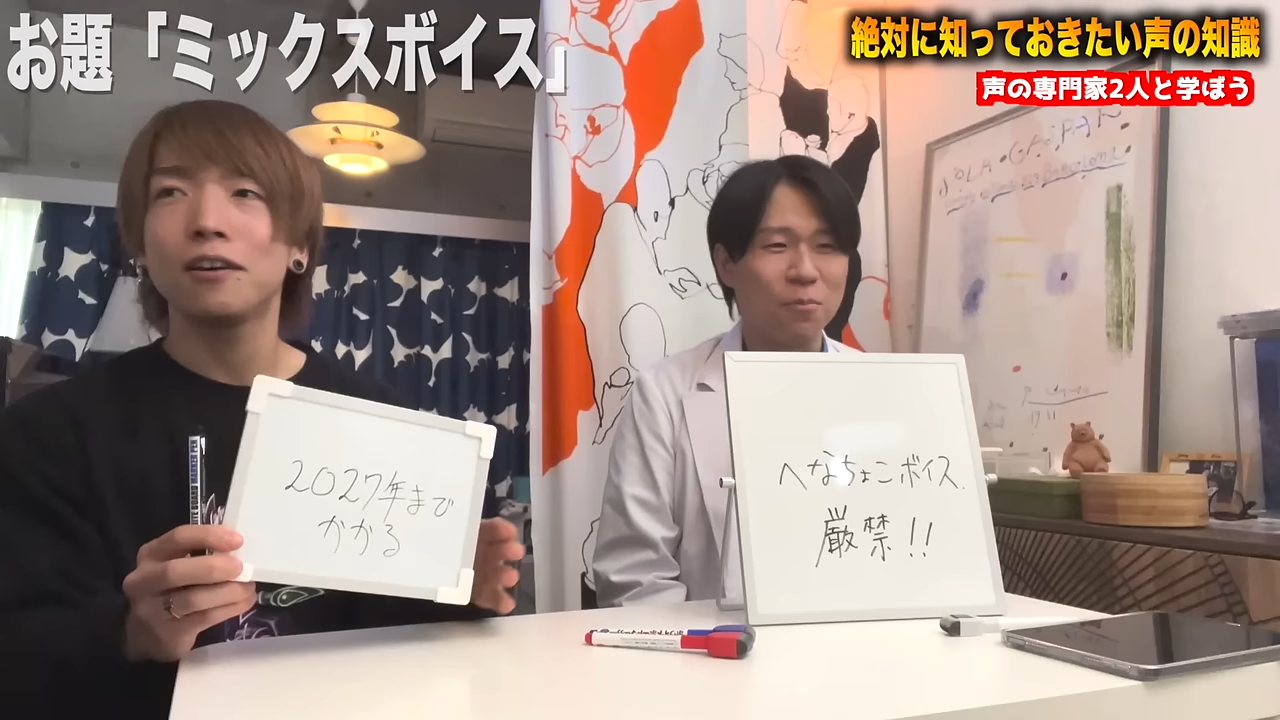 お題「ミックスボイス」
絶対に知っておきたい声の知識
声の専門家2人と学ぼう
2027年まで
かかる
へなちょこボイス.
厳禁!!